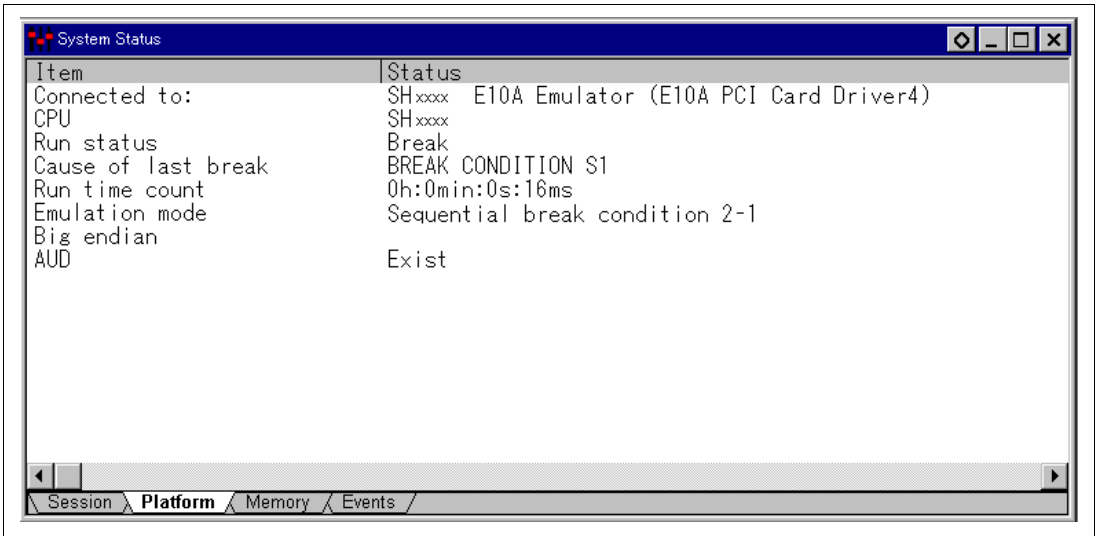 System Status
Item Status
Connected to: SHxxxx E10A Emulator (E10A PCI Card Driver4)
CPU SHxxxx
Run status Break
Cause of last break BREAK CONDITION S1
Run time count 0h:0min:0s:16ms
Emulation mode Sequential break condition 2-1
Big endian
AUD Exist
Session Platform Memory Events